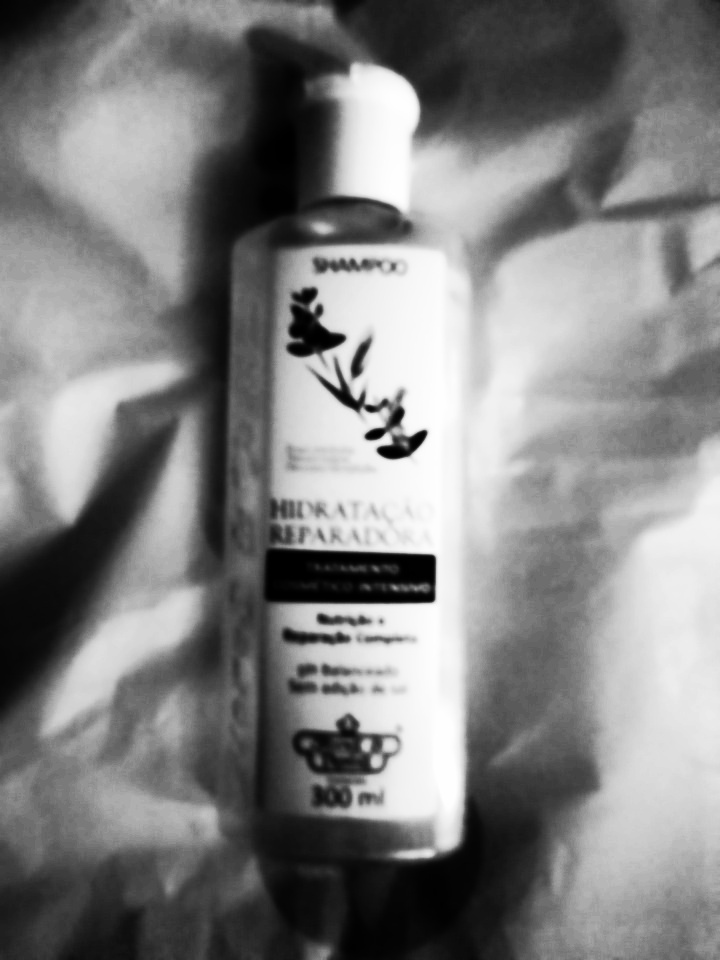 SHAMPOO
HIDRATAÇÃO
REPARADORA
TRATAMENTO
COSMÉTICO INTENSIVO
Nutrição e
Reparação Completa
pH Balanceado
Sem adição de sal
300 ml